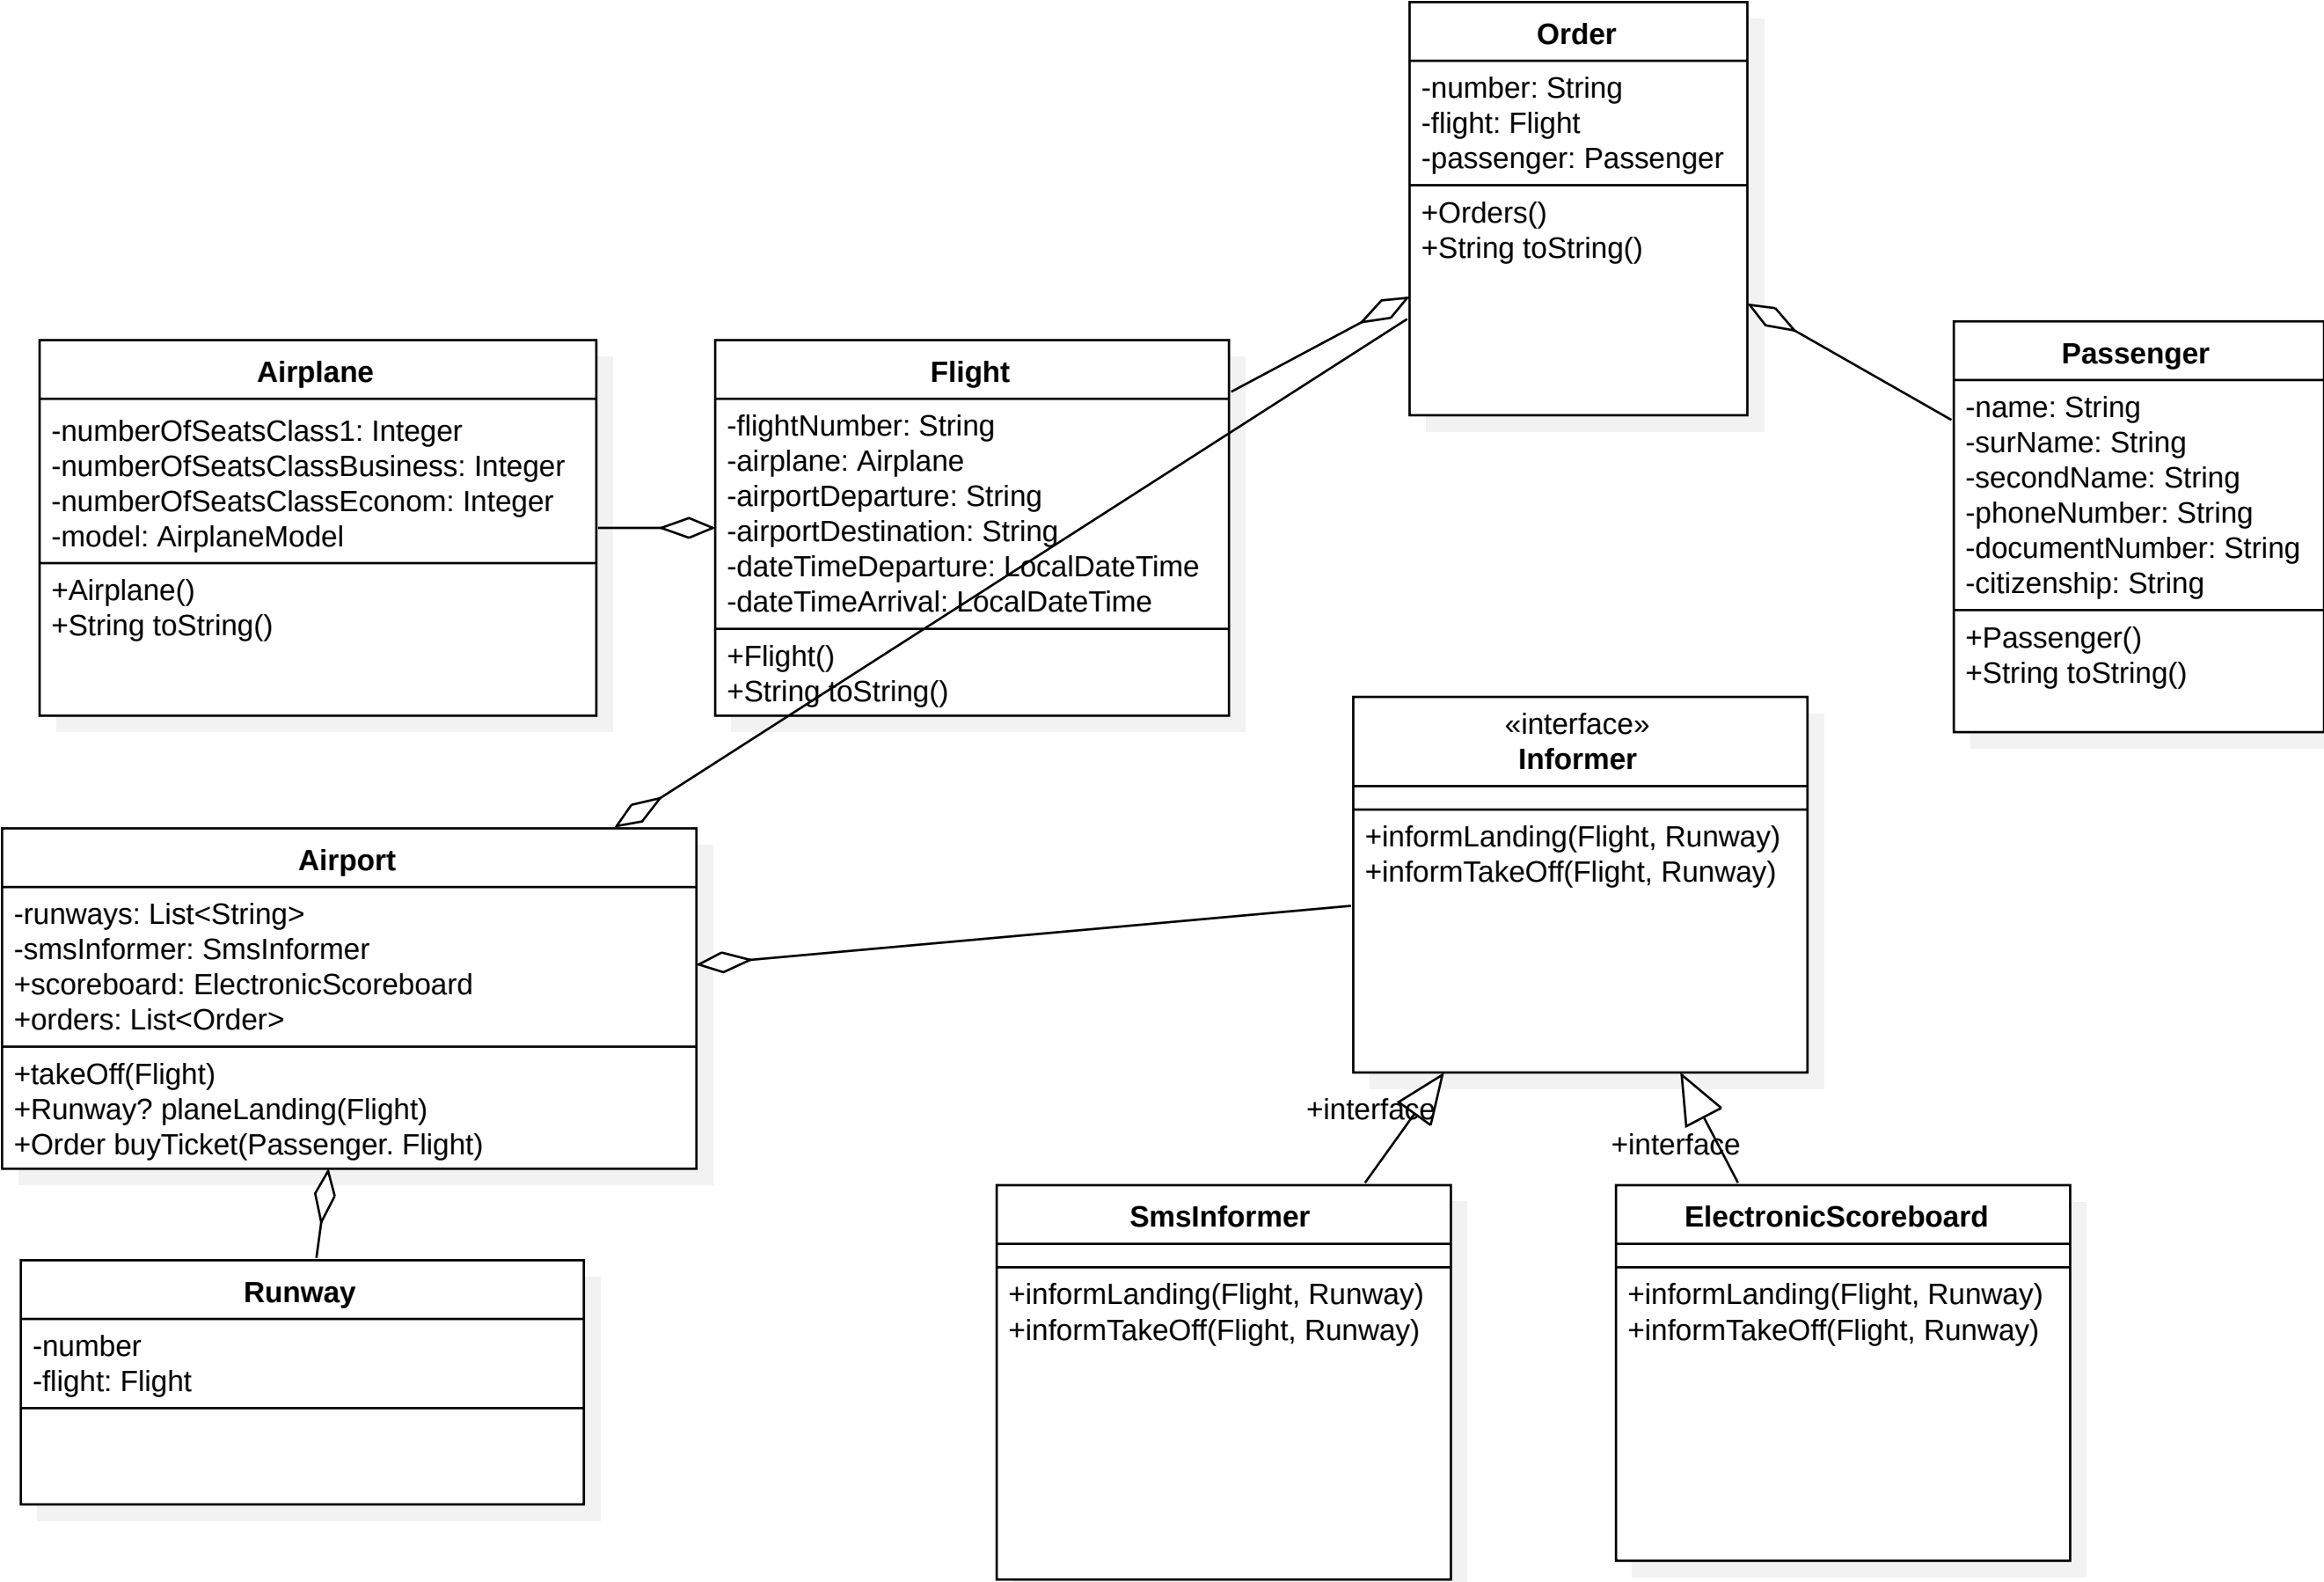 Order
-number: String
-flight: Flight
-passenger: Passenger
+Orders()
+String toString()
Airplane
-numberOfSeatsClass1: Integer
-numberOfSeatsClassBusiness: Integer
-numberOfSeatsClassEconom: Integer
-model: AirplaneModel
+Airplane()
+String toString()
Flight
-flightNumber: String
-airplane: Airplane
-airportDeparture: String
-airportDestination: String
-dateTimeDeparture: LocalDateTime
-dateTimeArrival: LocalDateTime
+Flight()
+String toString()
Passenger
-name: String
-surName: String
-secondName: String
-phoneNumber: String
-documentNumber: String
-citizenship: String
+Passenger()
+String toString()
«interface»
Informer
+informLanding(Flight, Runway)
+informTakeOff(Flight, Runway)
Airport
-runways: List<String>
-smsInformer: SmsInformer
+scoreboard: ElectronicScoreboard
+orders: List<Order>
+takeOff(Flight)
+Runway? planeLanding(Flight)
+Order buyTicket(Passenger. Flight)
+interface
+interface
Runway
-number
-flight: Flight
SmsInformer
+informLanding(Flight, Runway)
+informTakeOff(Flight, Runway)
ElectronicScoreboard
+informLanding(Flight, Runway)
+informTakeOff(Flight, Runway)